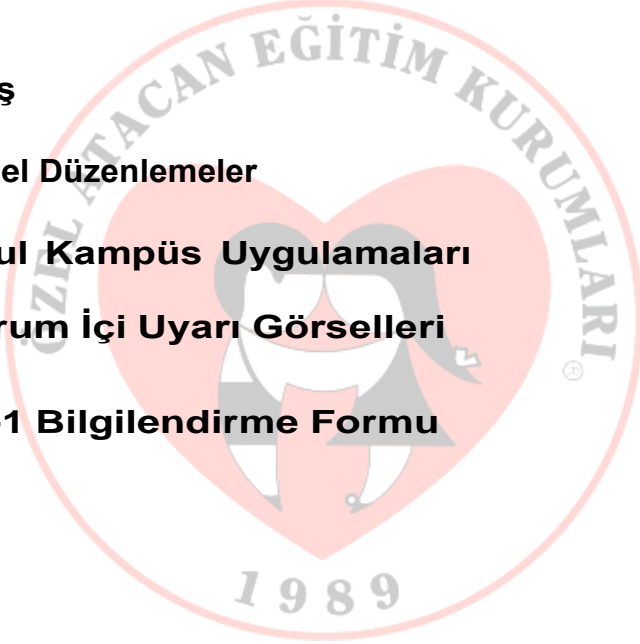 ÖZEL ATACAN EĞİTİM KURUMLARI
ş
el Düzenlemeler
ul Kampüs Uygulamaları
rum İçi Uyarı Görselleri
1 Bilgilendirme Formu
®
1989